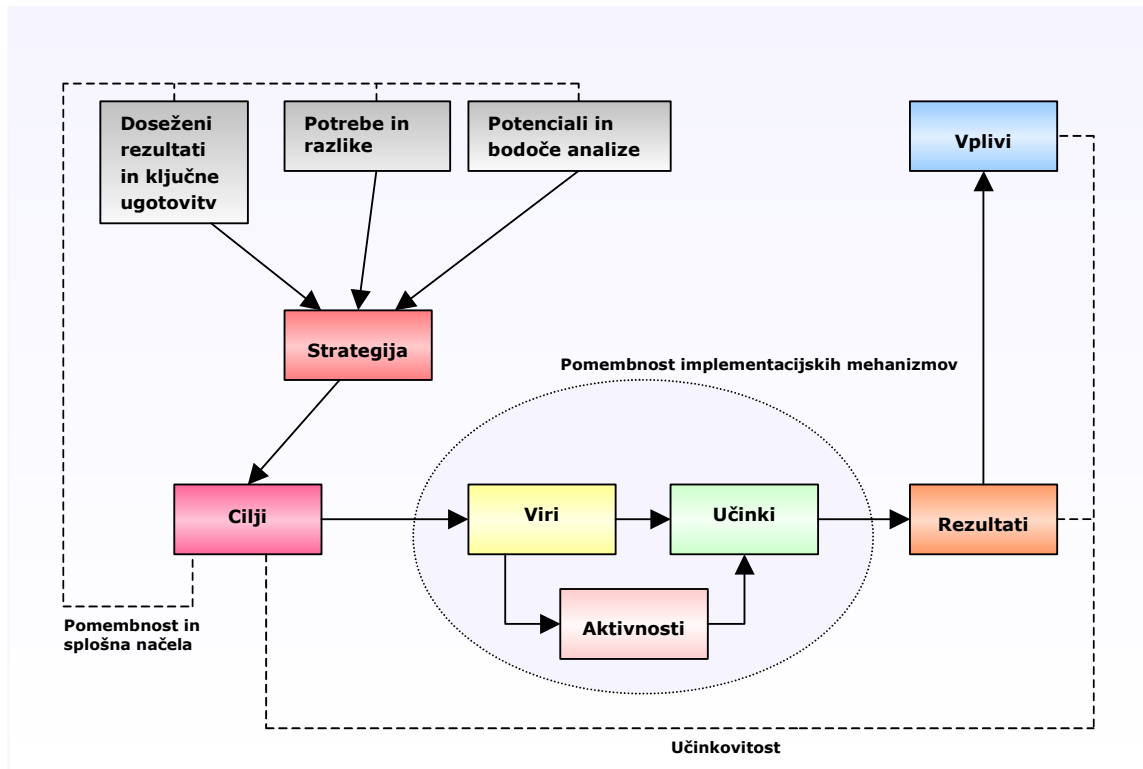 Doseženi
rezultati
in ključne
ugotovitv
Potrebe in
razlike
Potenciali in
bodoče analize
Vplivi
Strategija
Pomembnost implementacijskih mehanizmov
Cilji
Viri
Učinki
Rezultati
Aktivnosti
Pomembnost in
splošna načela
Učinkovitost